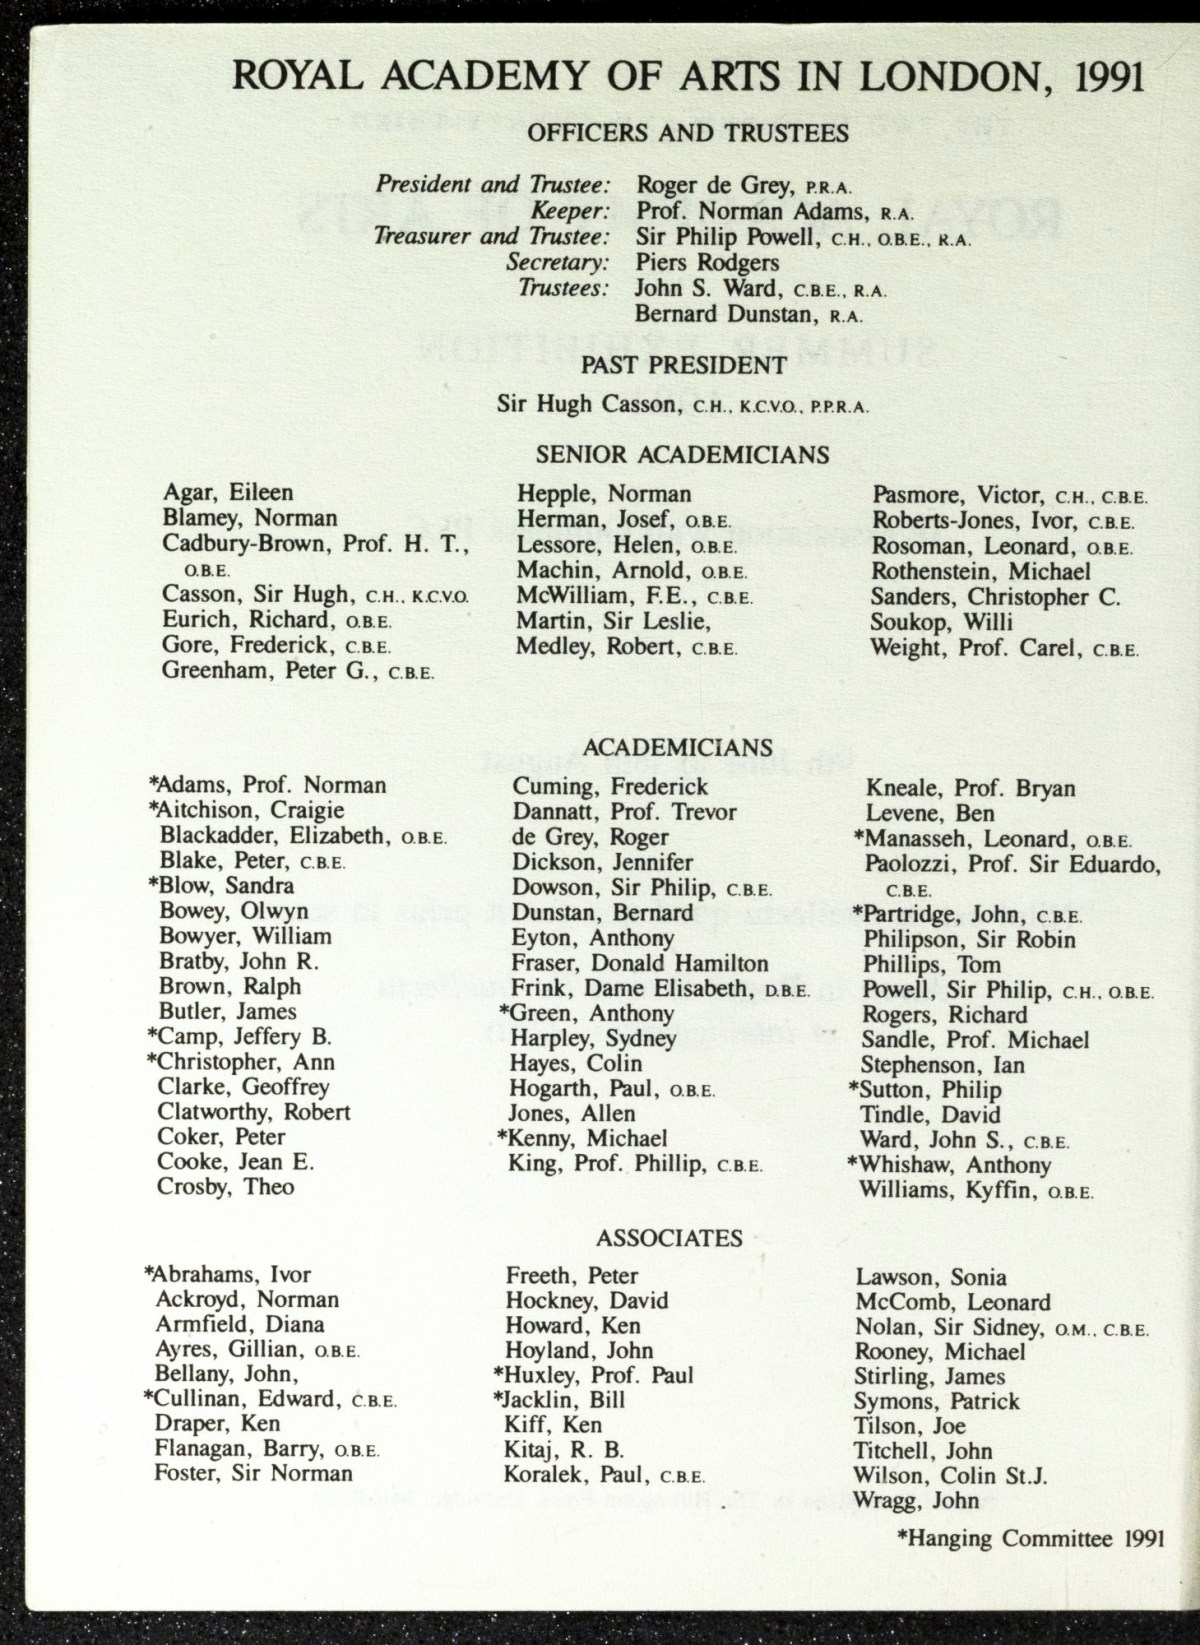 ROYAL ACADEMY OF ARTS IN LONDON, 1991
OFFICERS AND TRUSTEES
President and Trustee: Roger de Grey, P.R.A.
Keeper: Prof. Norman Adams, R.A.
Treasurer and Trustee: Sir Philip Powell, C.H., O.B.E., R.A.
Secretary: Piers Rodgers
Trustees: John S. Ward, C.B.E., R.A.
Bernard Dunstan, R.A.
PAST PRESIDENT
Sir Hugh Casson, C.H., K.C.V.O., P.P.R.A.
SENIOR ACADEMICIANS
Agar, Eileen
Blamey, Norman
Cadbury-Brown, Prof. H. T.,
O.B.E.
Casson, Sir Hugh, C.H., K.C.V.O.
Eurich, Richard, O.B.E.
Gore, Frederick, C.B.E.
Greenham, Peter G., C.B.E.
Hepple, Norman
Herman, Josef, O.B.E.
Lessore, Helen, O.B.E.
Machin, Arnold, O.B.E.
McWilliam, F.E., C.B.E.
Martin, Sir Leslie,
Medley, Robert, C.B.E.
Pasmore, Victor, C.H., C.B.E.
Roberts-Jones, Ivor, C.B.E.
Rosoman, Leonard, O.B.E.
Rothenstein, Michael
Sanders, Christopher C.
Soukop, Willi
Weight, Prof. Carel, C.B.E.
ACADEMICIANS
*Adams, Prof. Norman
*Aitchison, Craigie
Blackadder, Elizabeth, O.B.E.
Blake, Peter, C.B.E.
*Blow, Sandra
Bowey, Olwyn
Bowyer, William
Bratby, John R.
Brown, Ralph
Butler, James
*Camp, Jeffery B.
*Christopher, Ann
Clarke, Geoffrey
Clatworthy, Robert
Coker, Peter
Cooke, Jean E.
Crosby, Theo
Cuming, Frederick
Dannatt, Prof. Trevor
de Grey, Roger
Dickson, Jennifer
Dowson, Sir Philip, C.B.E.
Dunstan, Bernard
Eyton, Anthony
Fraser, Donald Hamilton
Frink, Dame Elisabeth, D.B.E.
*Green, Anthony
Harpley, Sydney
Hayes, Colin
Hogarth, Paul, O.B.E.
Jones, Allen
*Kenny, Michael
King, Prof. Phillip, C.B.E.
Kneale, Prof. Bryan
Levene, Ben
*Manasseh, Leonard, O.B.E.
Paolozzi, Prof. Sir Eduardo,
C.B.E.
*Partridge, John, C.B.E.
Philipson, Sir Robin
Phillips, Tom
Powell, Sir Philip, C.H., O.B.E.
Rogers, Richard
Sandle, Prof. Michael
Stephenson, Ian
*Sutton, Philip
Tindle, David
Ward, John S., C.B.E.
*Whishaw, Anthony
Williams, Kyffin, O.B.E.
ASSOCIATES
*Abrahams, Ivor
Ackroyd, Norman
Armfield, Diana
Ayres, Gillian, O.B.E.
Bellany, John,
*Cullinan, Edward, C.B.E.
Draper, Ken
Flanagan, Barry, O.B.E.
Foster, Sir Norman
Freeth, Peter
Hockney, David
Howard, Ken
Hoyland, John
*Huxley, Prof. Paul
*Jacklin, Bill
Kiff, Ken
Kitaj, R. B.
Koralek, Paul, C.B.E.
Lawson, Sonia
McComb, Leonard
Nolan, Sir Sidney, O.M., C.B.E.
Rooney, Michael
Stirling, James
Symons, Patrick
Tilson, Joe
Titchell, John
Wilson, Colin St.J.
Wragg, John
*Hanging Committee 1991